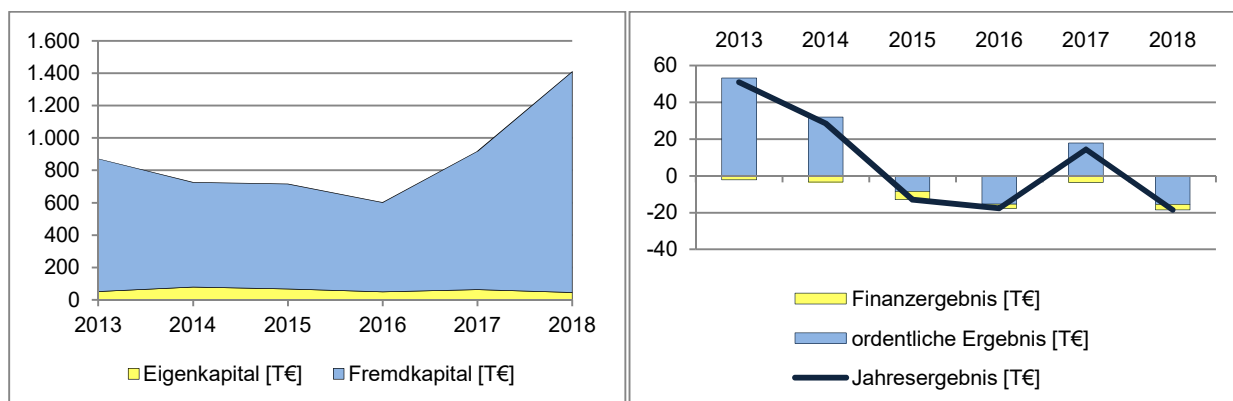 1.600
1.400
1.200
1.000
800
600
400
200
0
2013 2014 2015 2016 2017 2018
Eigenkapital [T€] Fremdkapital [T€]
2013 2014 2015 2016 2017 2018
60
40
20
0
-20
-40
Finanzergebnis [T€]
ordentliche Ergebnis [T€]
Jahresergebnis [T€]